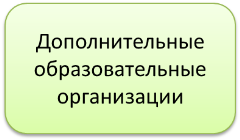 Дополнительные
образовательные
организации